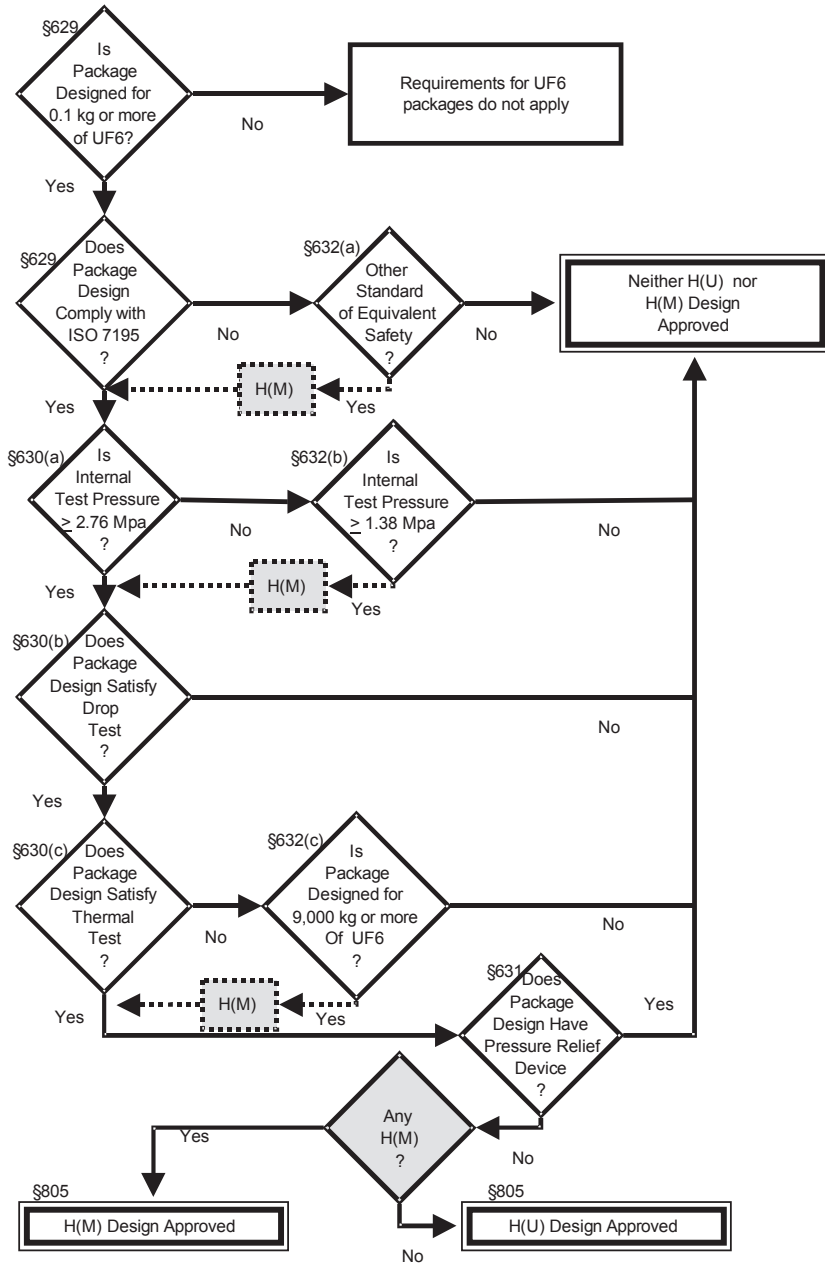 §629
Is
Package
Designed for
0.1 kg or more
of UF6?
No
Requirements for UF6
packages do not apply
Yes
§629
Does
Package
Design
Comply with
ISO 7195
?
No
§632(a)
Other
Standard
of Equivalent
Safety
?
No
Neither H(U) nor
H(M) Design
Approved
H(M)
Yes
Yes
§630(a)
Is
Internal
Test Pressure
≥ 2.76 Mpa
?
No
§632(b)
Is
Internal
Test Pressure
≥ 1.38 Mpa
?
No
H(M)
Yes
Yes
§630(b)
Does
Package
Design Satisfy
Drop
Test
?
No
Yes
§630(c)
Does
Package
Design Satisfy
Thermal
Test
?
No
§632(c)
Is
Package
Designed for
9,000 kg or more
Of UF6
?
No
H(M)
Yes
Yes
§631
Does
Package
Design Have
Pressure Relief
Device
?
Yes
No
Any
H(M)
?
Yes
No
§805
H(M) Design Approved
§805
H(U) Design Approved